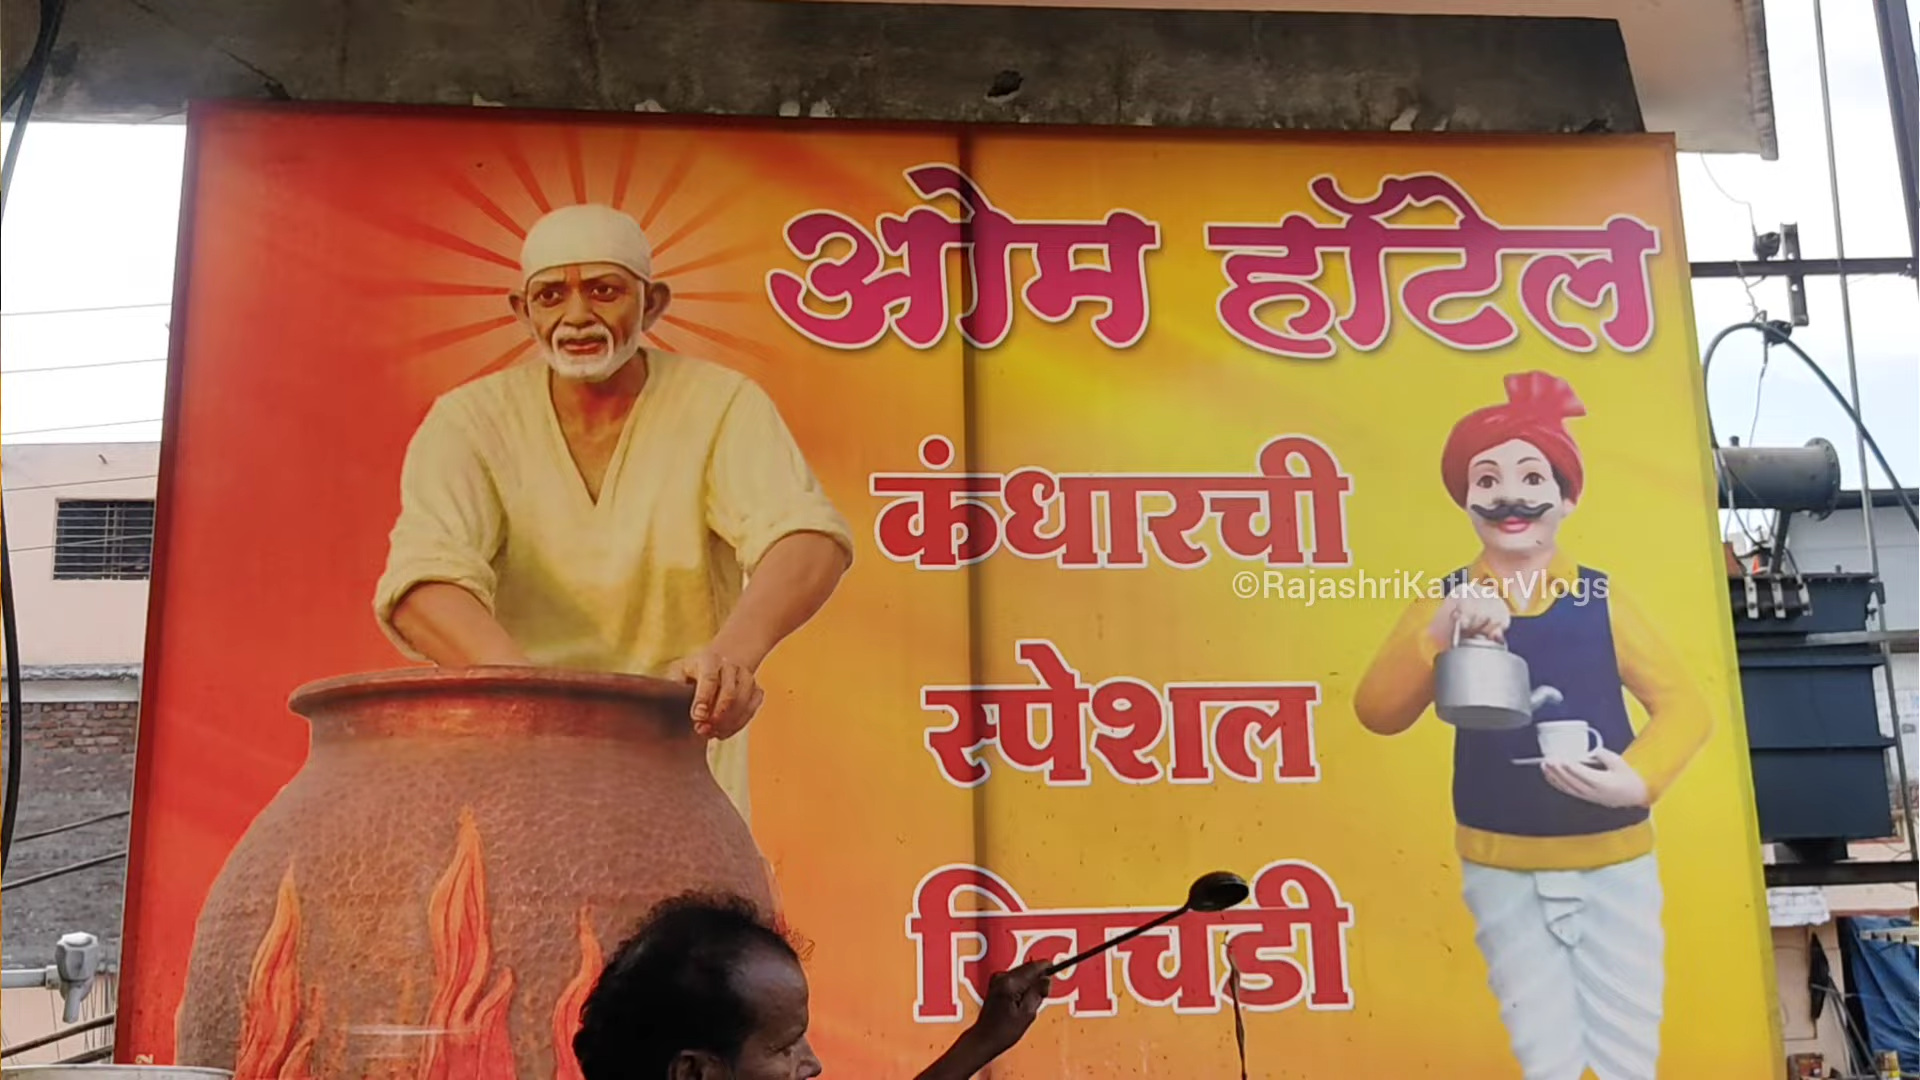 ओम हॉटेल
कंधारची
©RajashriKatkarVlogs
स्पेशल
खिचडी